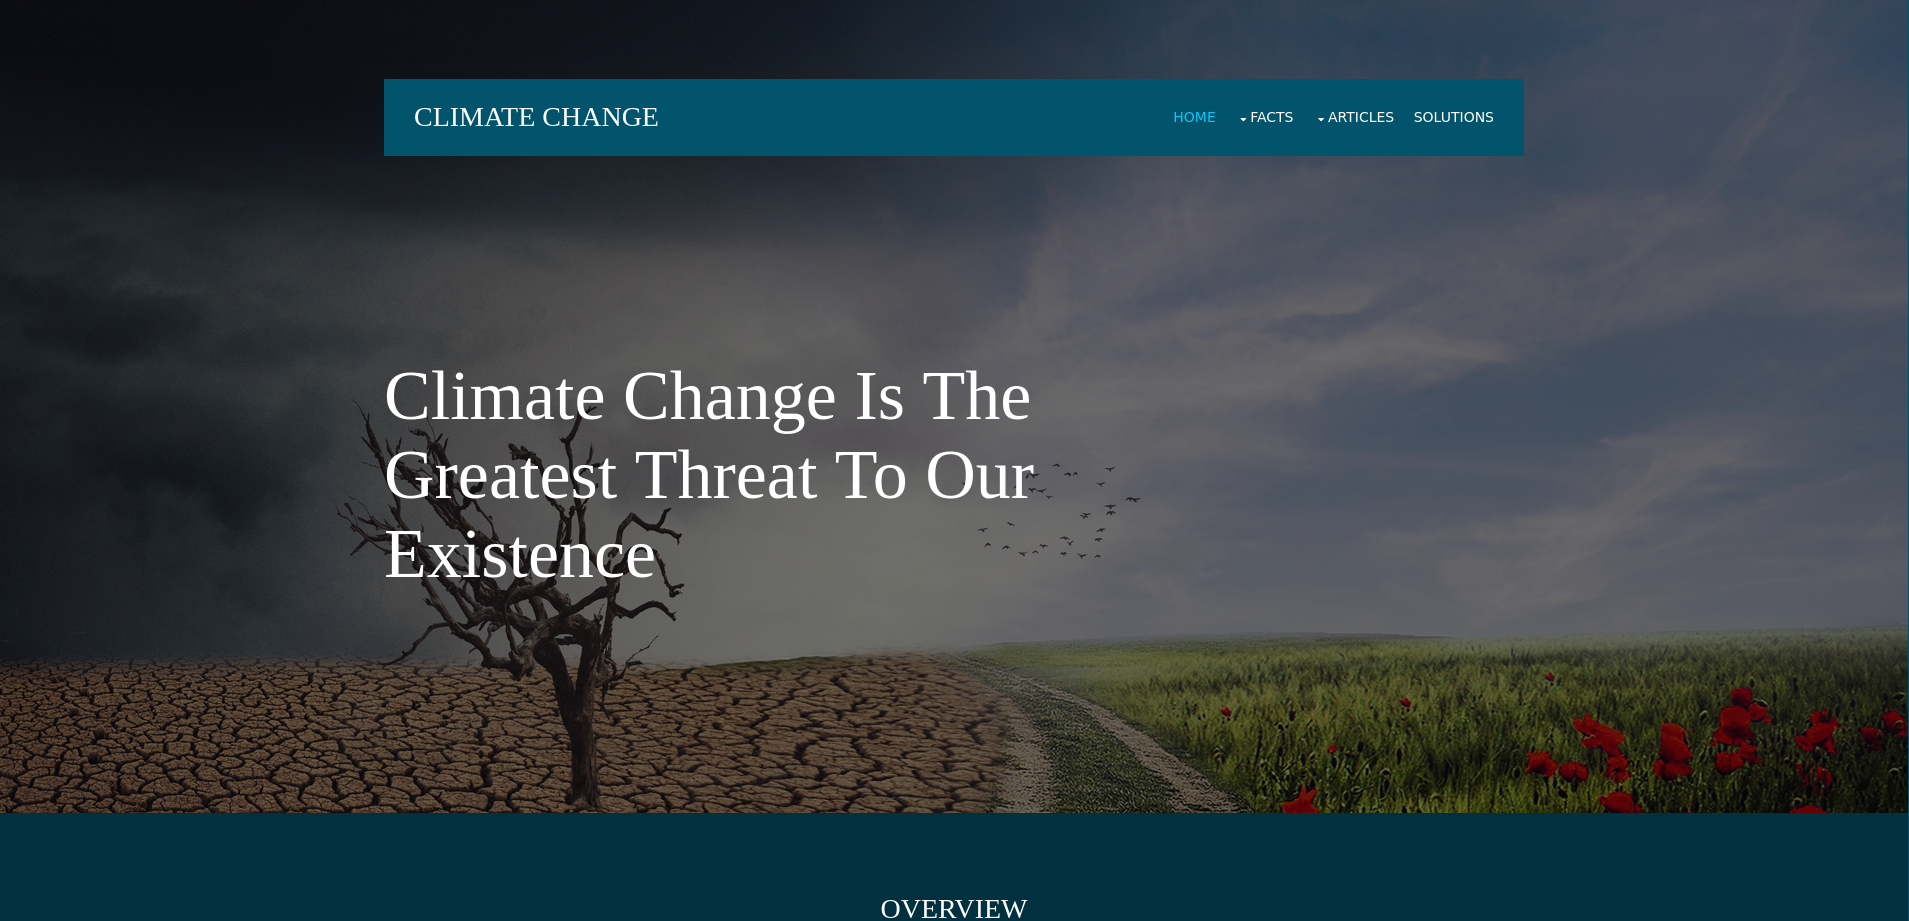 CLIMATE CHANGE
HOME FACTS ARTICLES SOLUTIONS
Climate Change Is The
Greatest Threat To Our
Existence
OVERVIEW